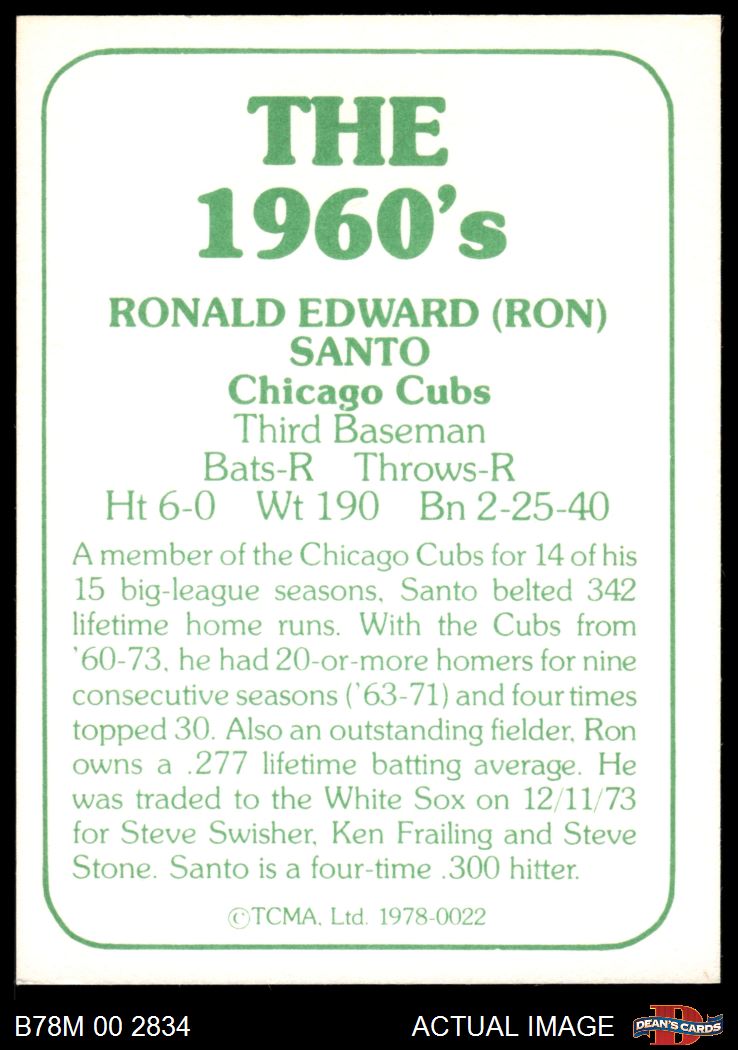 THE
1960's
RONALD EDWARD (RON)
SANTO
Chicago Cubs
Third Baseman
Bats-R Throws-R
Ht 6-0 Wt 190 Bn 2-25-40
A member of the Chicago Cubs for 14 of his
15 big-league seasons, Santo belted 342
lifetime home runs. With the Cubs from
'60-73, he had 20-or-more homers for nine
consecutive seasons ('63-71) and four times
topped 30. Also an outstanding fielder, Ron
owns a .277 lifetime batting average. He
was traded to the White Sox on 12/11/73
for Steve Swisher, Ken Frailing and Steve
Stone. Santo is a four-time .300 hitter.
©TCMA, Ltd. 1978-0022
B78M 00 2834 ACTUAL IMAGE DEAN'S CARDS